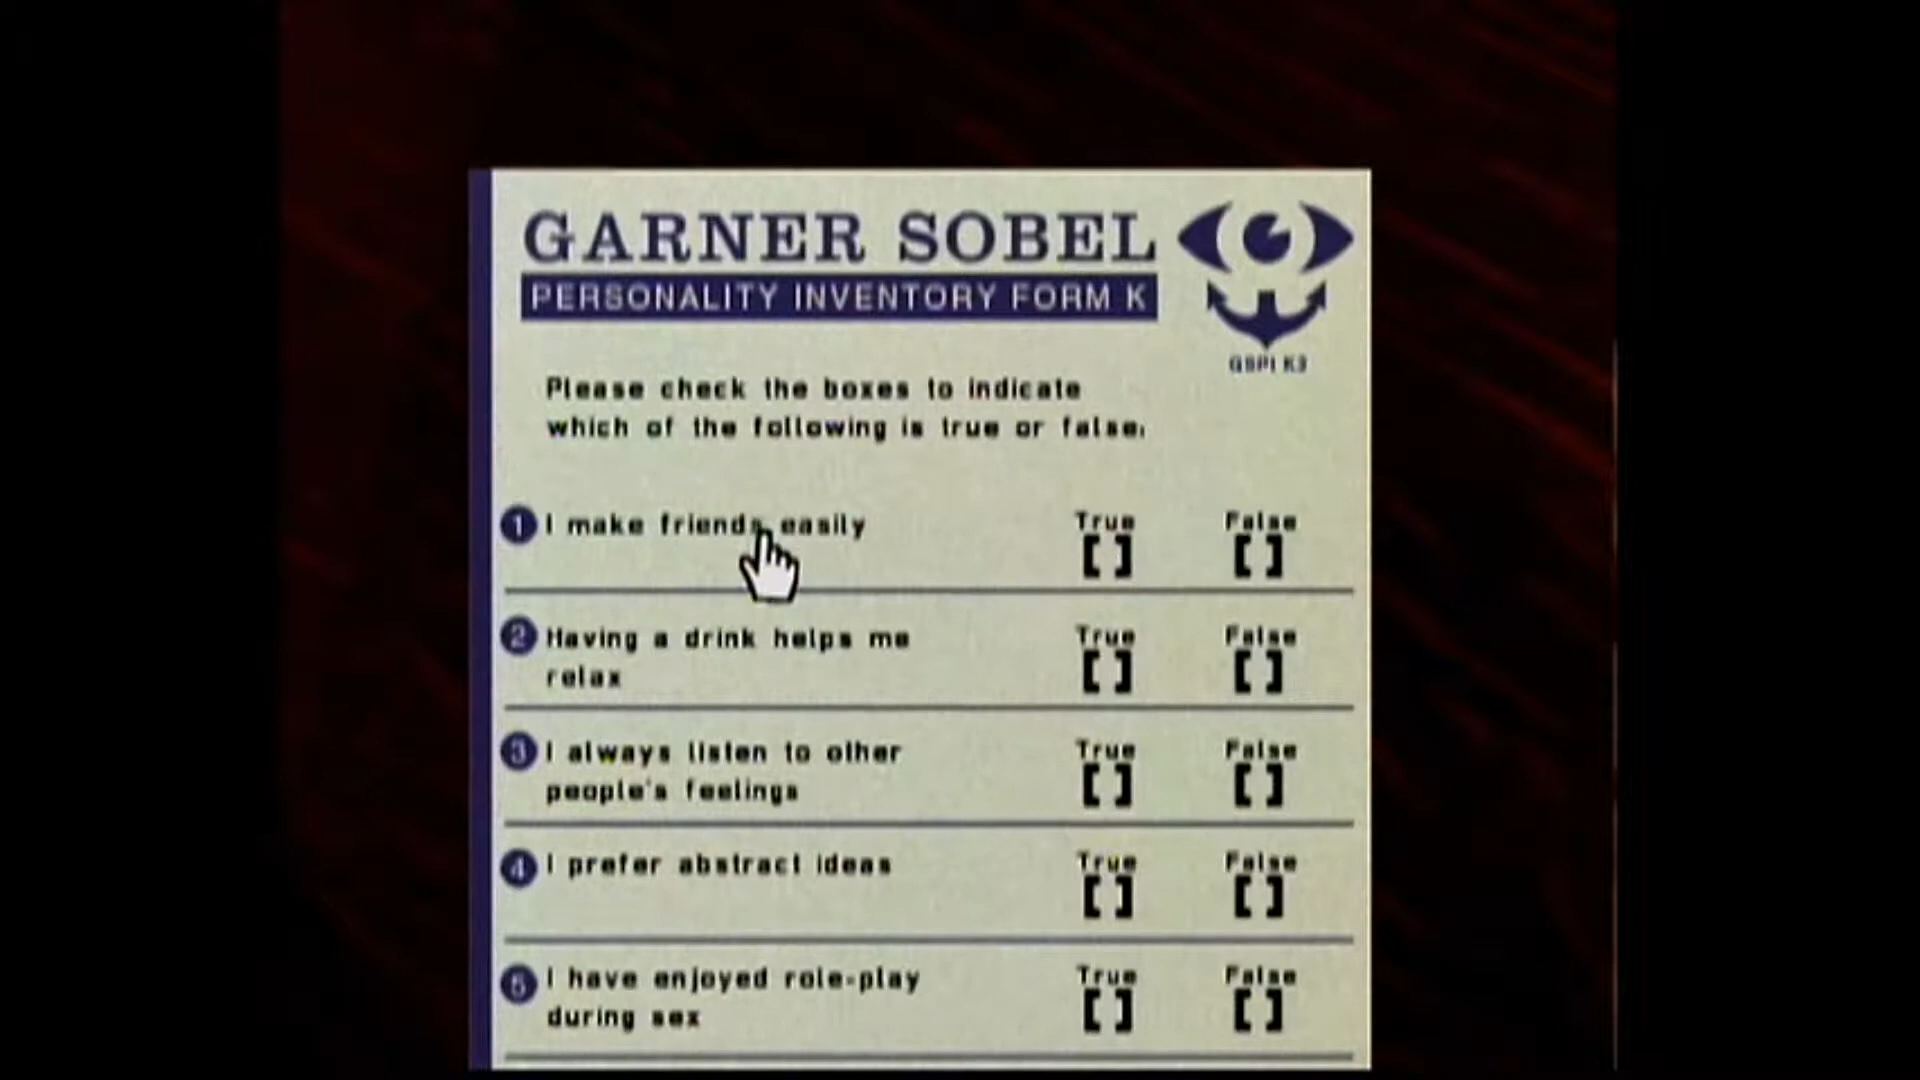 GARNER SOBEL
PERSONALITY INVENTORY FORM K
GSPI K3
Please check the boxes to indicate
which of the following is true or false:
1 I make friends easily
True False
[ ] [ ]
2 Having a drink helps me
relax
True False
[ ] [ ]
3 I always listen to other
people's feelings
True False
[ ] [ ]
4 I prefer abstract ideas
True False
[ ] [ ]
5 I have enjoyed role-play
during sex
True False
[ ] [ ]